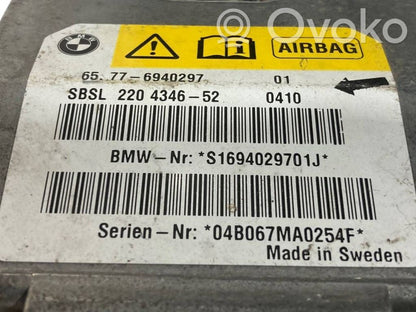 BMW
AIRBAG
65.77-6940297 01
SBSL 220 4346-52 0410
BMW-Nr: *S1694029701J*
Serien-Nr: *04B067MA0254F*
Made in Sweden
Ovoko